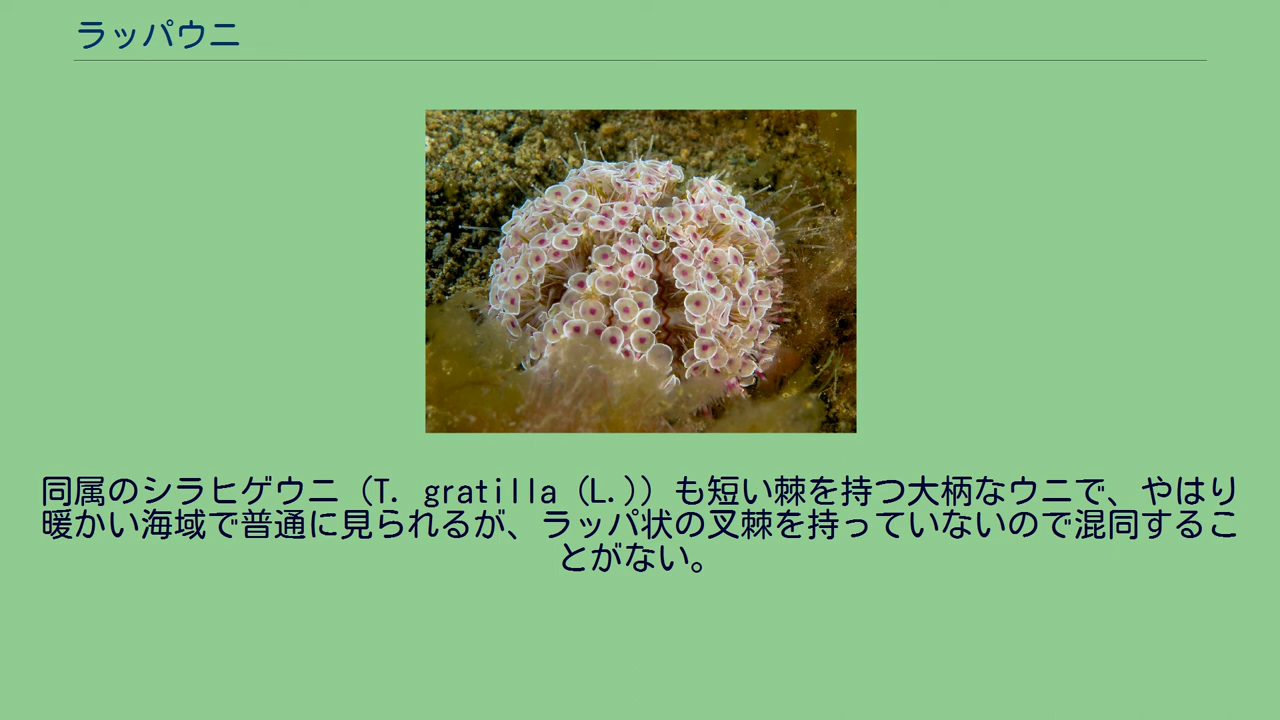 ラッパウニ
同属のシラヒゲウニ（T. gratilla（L.））も短い棘を持つ大柄なウニで、やはり
暖かい海域で普通に見られるが、ラッパ状の叉棘を持っていないので混同するこ
とがない。